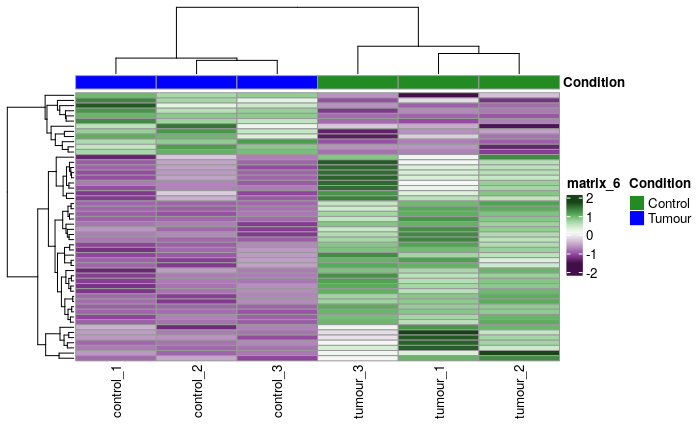 Condition
matrix_6
2
1
0
-1
-2
Condition
Control
Tumour
control_1
control_2
control_3
tumour_3
tumour_1
tumour_2